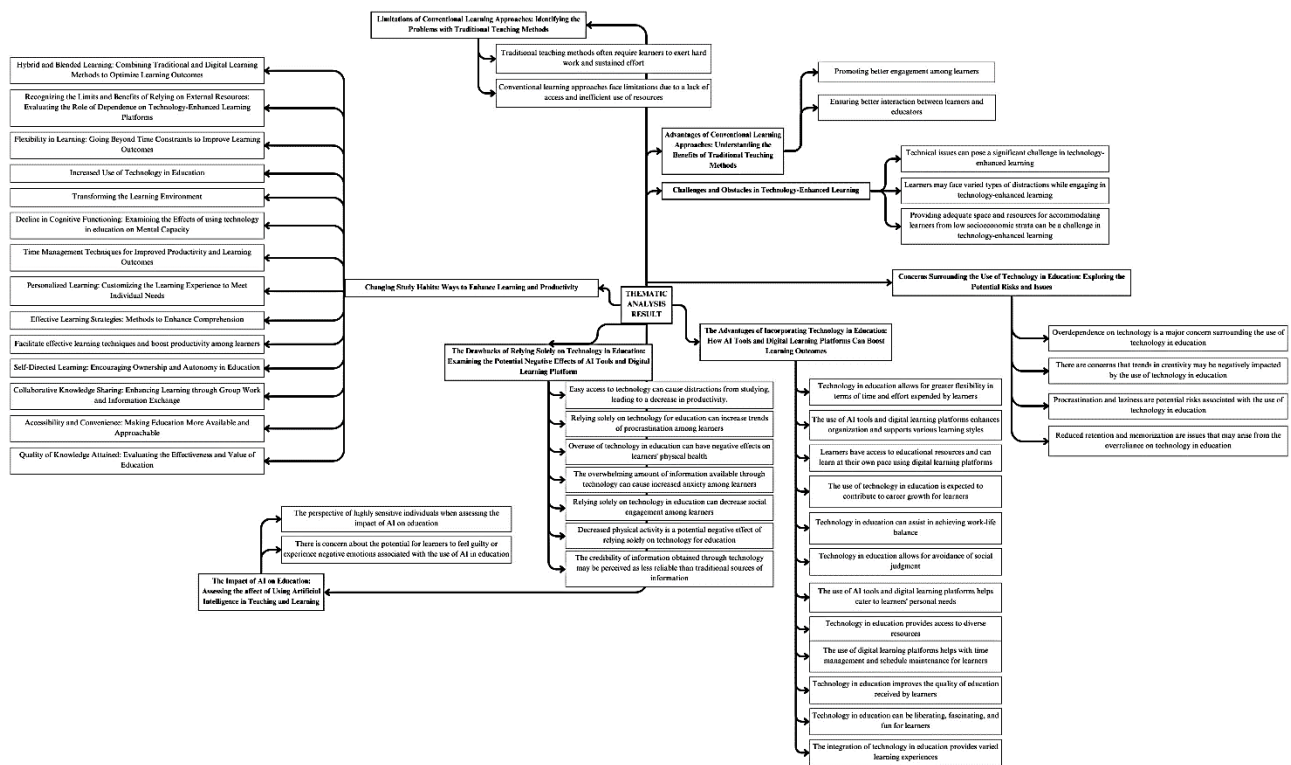 Limitations of Conventional Learning Approaches: Identifying the
Problems with Traditional Teaching Methods
Traditional teaching methods often require learners to exert hard
work and sustained effort
Conventional learning approaches face limitations due to a lack of
access and inefficient use of resources
Promoting better engagement among learners
Ensuring better interaction between learners and
educators
Advantages of Conventional Learning
Approaches: Understanding the
Benefits of Traditional Teaching
Methods
Challenges and Obstacles in Technology-Enhanced Learning
Technical issues can pose a significant challenge in technology-
enhanced learning
Learners may face varied types of distractions while engaging in
technology-enhanced learning
Providing adequate space and resources for accommodating
learners from low socioeconomic strata can be a challenge in
technology-enhanced learning
Hybrid and Blended Learning: Combining Traditional and Digital Learning
Methods to Optimize Learning Outcomes
Recognizing the Limits and Benefits of Relying on External Resources:
Evaluating the Role of Dependence on Technology-Enhanced Learning
Platforms
Flexibility in Learning: Going Beyond Time Constraints to Improve Learning
Outcomes
Increased Use of Technology in Education
Transforming the Learning Environment
Decline in Cognitive Functioning: Examining the Effects of using technology
in education on Mental Capacity
Time Management Techniques for Improved Productivity and Learning
Outcomes
Personalized Learning: Customizing the Learning Experience to Meet
Individual Needs
Effective Learning Strategies: Methods to Enhance Comprehension
Facilitate effective learning techniques and boost productivity among learners
Self-Directed Learning: Encouraging Ownership and Autonomy in Education
Collaborative Knowledge Sharing: Enhancing Learning through Group Work
and Information Exchange
Accessibility and Convenience: Making Education More Available and
Approachable
Quality of Knowledge Attained: Evaluating the Effectiveness and Value of
Education
Changing Study Habits: Ways to Enhance Learning and Productivity
THEMATIC
ANALYSIS
RESULT
Concerns Surrounding the Use of Technology in Education: Exploring the
Potential Risks and Issues
Overdependence on technology is a major concern surrounding the use of
technology in education
There are concerns that trends in creativity may be negatively impacted
by the use of technology in education
Procrastination and laziness are potential risks associated with the use of
technology in education
Reduced retention and memorization are issues that may arise from the
overreliance on technology in education
The Drawbacks of Relying Solely on Technology in Education:
Examining the Potential Negative Effects of AI Tools and Digital
Learning Platform
Easy access to technology can cause distractions from studying,
leading to a decrease in productivity.
Relying solely on technology for education can increase trends
of procrastination among learners
Overuse of technology in education can have negative effects on
learners' physical health
The overwhelming amount of information available through
technology can cause increased anxiety among learners
Relying solely on technology in education can decrease social
engagement among learners
Decreased physical activity is a potential negative effect of
relying solely on technology for education
The credibility of information obtained through technology
may be perceived as less reliable than traditional sources of
information
The Advantages of Incorporating Technology in Education:
How AI Tools and Digital Learning Platforms Can Boost
Learning Outcomes
Technology in education allows for greater flexibility in
terms of time and effort expended by learners
The use of AI tools and digital learning platforms enhances
organization and supports various learning styles
Learners have access to educational resources and can
learn at their own pace using digital learning platforms
The use of technology in education is expected to
contribute to career growth for learners
Technology in education can assist in achieving work-life
balance
Technology in education allows for avoidance of social
judgment
The use of AI tools and digital learning platforms helps
cater to learners' personal needs
Technology in education provides access to diverse
resources
The use of digital learning platforms helps with time
management and schedule maintenance for learners
Technology in education improves the quality of education
received by learners
Technology in education can be liberating, fascinating, and
fun for learners
The integration of technology in education provides varied
learning experiences
The perspective of highly sensitive individuals when assessing the
impact of AI on education
There is concern about the potential for learners to feel guilty or
experience negative emotions associated with the use of AI in education
The Impact of AI on Education:
Assessing the affect of Using Artificial
Intelligence in Teaching and Learning